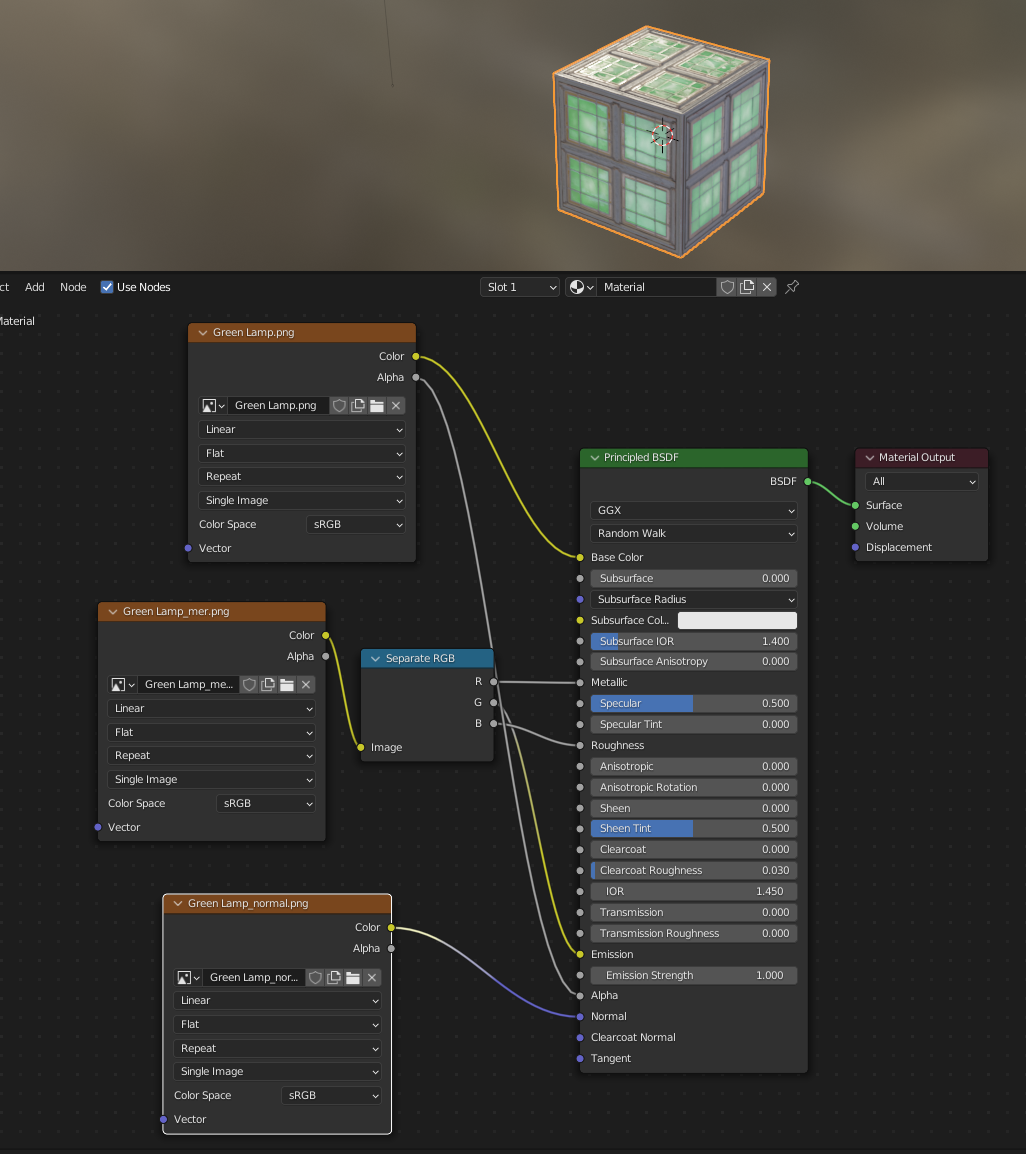 ct Add Node Use Nodes Slot 1 Material
Material
Green Lamp.png
Color
Alpha
Green Lamp.png
Linear
Flat
Repeat
Single Image
Color Space sRGB
Vector
Green Lamp_mer.png
Color
Alpha
Green Lamp_me...
Linear
Flat
Repeat
Single Image
Color Space sRGB
Vector
Separate RGB
R
G
B
Image
Green Lamp_normal.png
Color
Alpha
Green Lamp_nor...
Linear
Flat
Repeat
Single Image
Color Space sRGB
Vector
Principled BSDF
BSDF
GGX
Random Walk
Base Color
Subsurface 0.000
Subsurface Radius
Subsurface Col...
Subsurface IOR 1.400
Subsurface Anisotropy 0.000
Metallic
Specular 0.500
Specular Tint 0.000
Roughness
Anisotropic 0.000
Anisotropic Rotation 0.000
Sheen 0.000
Sheen Tint 0.500
Clearcoat 0.000
Clearcoat Roughness 0.030
IOR 1.450
Transmission 0.000
Transmission Roughness 0.000
Emission
Emission Strength 1.000
Alpha
Normal
Clearcoat Normal
Tangent
Material Output
All
Surface
Volume
Displacement